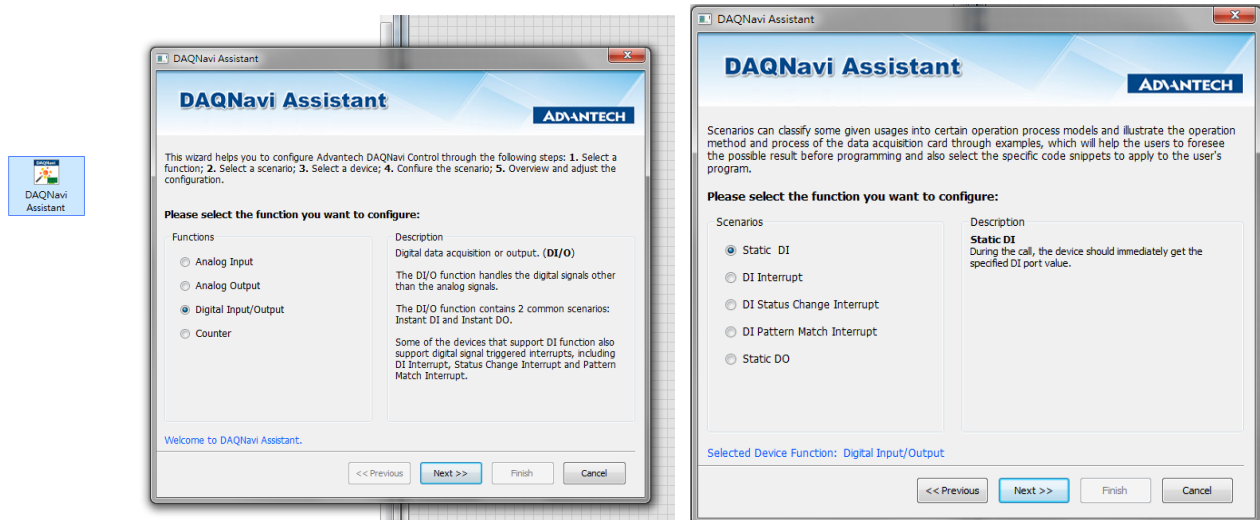 DAQNavi
DAQNavi
Assistant
DAQNavi Assistant
DAQNavi Assistant
ADVANTECH
This wizard helps you to configure Advantech DAQNavi Control through the following steps: 1. Select a
function; 2. Select a scenario; 3. Select a device; 4. Confiure the scenario; 5. Overview and adjust the
configuration.
Please select the function you want to configure:
Functions
Analog Input
Analog Output
Digital Input/Output
Counter
Description
Digital data acquisition or output. (DI/O)
The DI/O function handles the digital signals other
than the analog signals.
The DI/O function contains 2 common scenarios:
Instant DI and Instant DO.
Some of the devices that support DI function also
support digital signal triggered interrupts, including
DI Interrupt, Status Change Interrupt and Pattern
Match Interrupt.
Welcome to DAQNavi Assistant.
<< Previous
Next >>
Finish
Cancel
DAQNavi Assistant
DAQNavi Assistant
ADVANTECH
Scenarios can classify some given usages into certain operation process models and illustrate the operation
method and process of the data acquisition card through examples, which will help the users to foresee
the possible result before programming and also select the specific code snippets to apply to the user's
program.
Please select the function you want to configure:
Scenarios
Static DI
DI Interrupt
DI Status Change Interrupt
DI Pattern Match Interrupt
Static DO
Description
Static DI
During the call, the device should immediately get the
specified DI port value.
Selected Device Function: Digital Input/Output
<< Previous
Next >>
Finish
Cancel